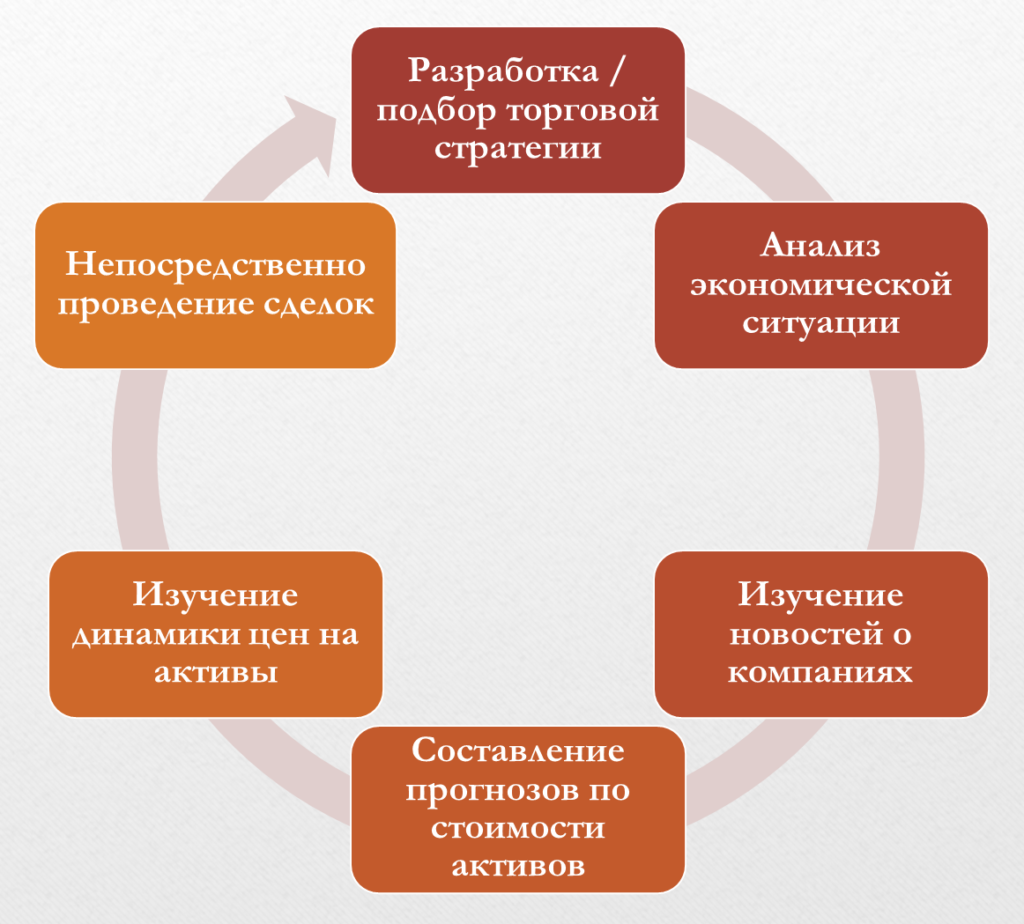 Разработка /
подбор торговой
стратегии
Анализ
экономической
ситуации
Изучение
новостей о
компаниях
Составление
прогнозов по
стоимости
активов
Изучение
динамики цен на
активы
Непосредственно
проведение сделок